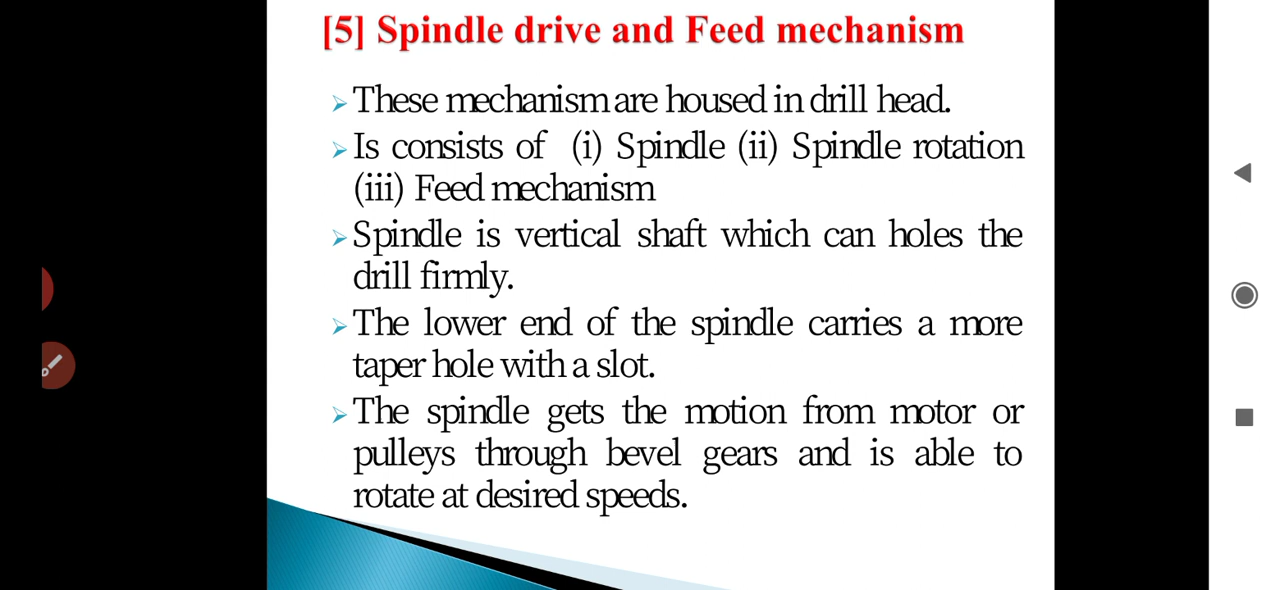 [5] Spindle drive and Feed mechanism
These mechanism are housed in drill head.
Is consists of (i) Spindle (ii) Spindle rotation
(iii) Feed mechanism
Spindle is vertical shaft which can holes the
drill firmly.
The lower end of the spindle carries a more
taper hole with a slot.
The spindle gets the motion from motor or
pulleys through bevel gears and is able to
rotate at desired speeds.